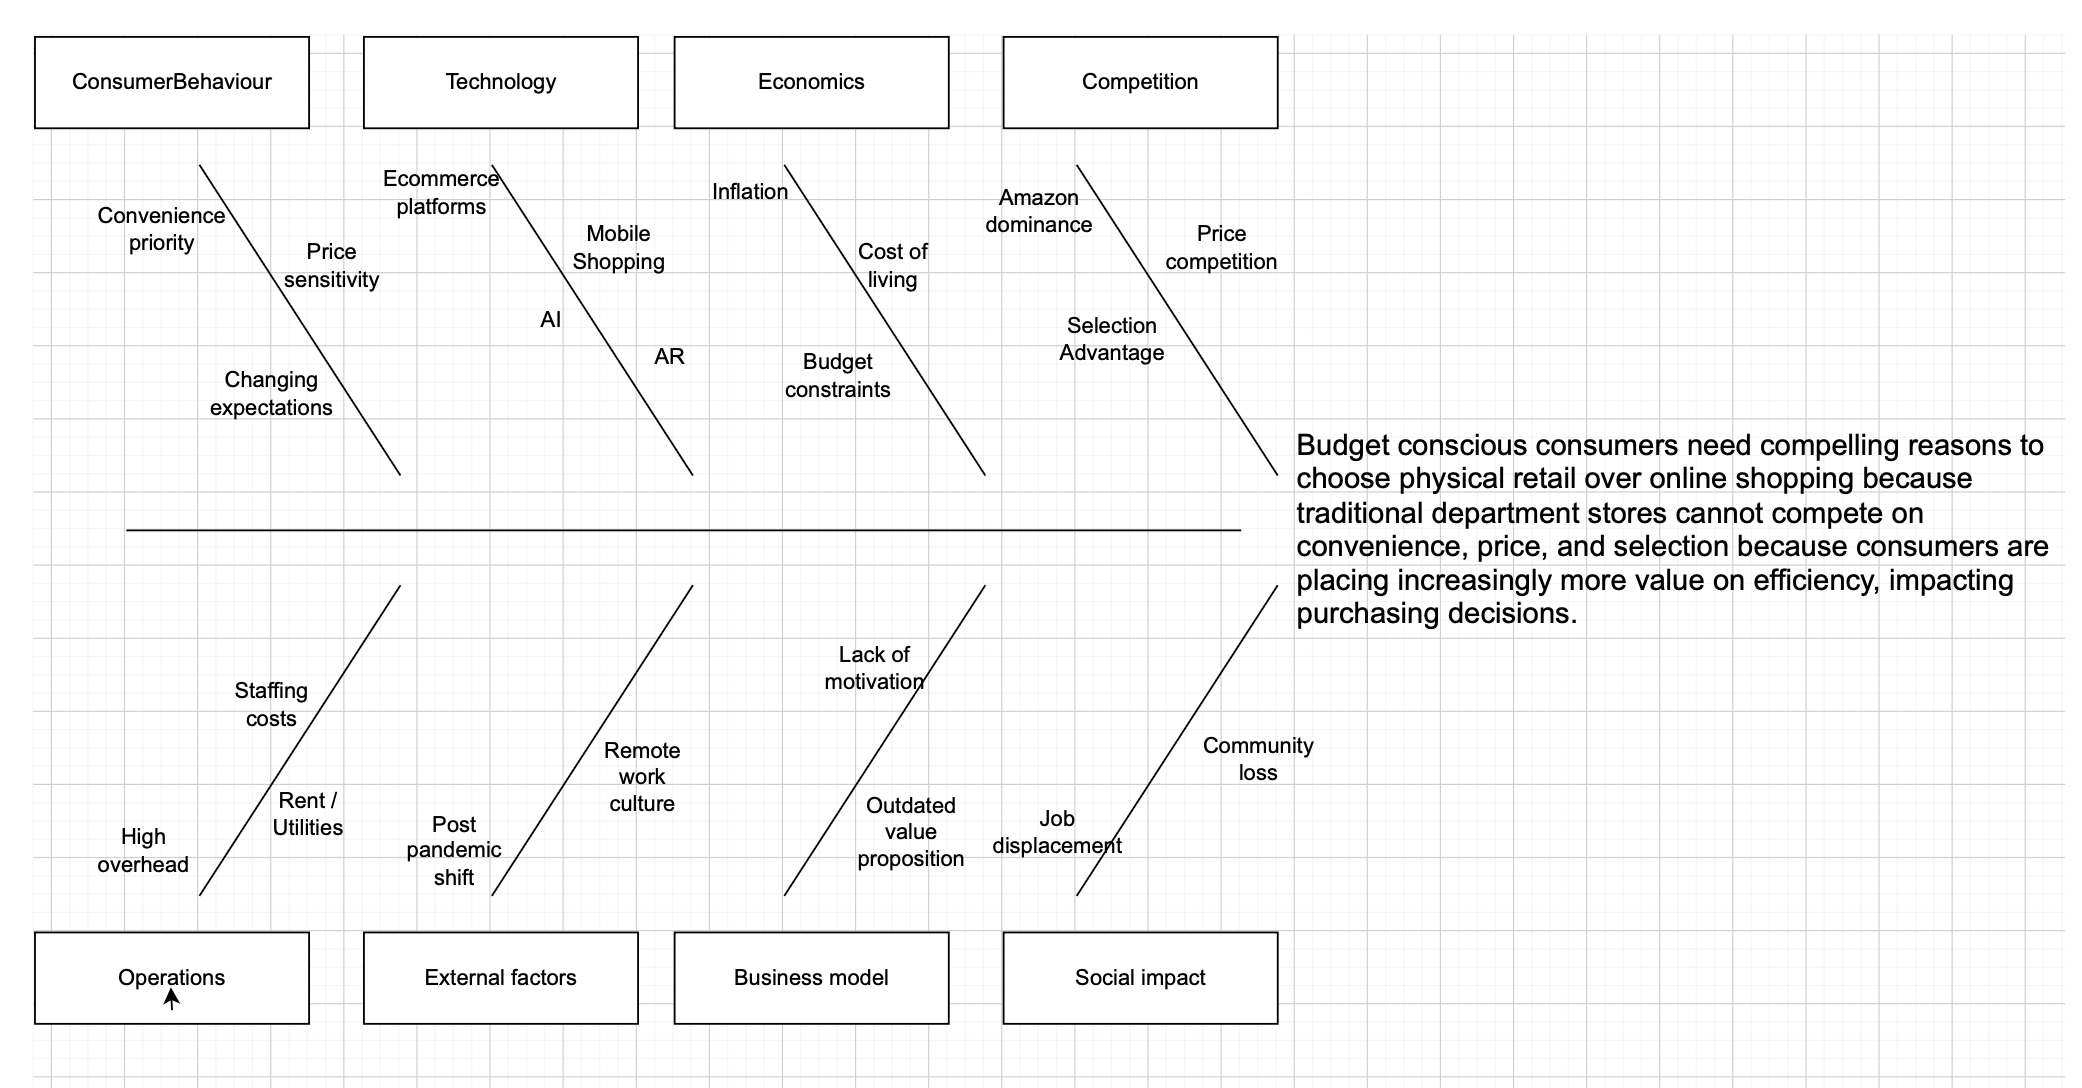 ConsumerBehaviour
Technology
Economics
Competition
Convenience
priority
Price
sensitivity
Changing
expectations
Ecommerce
platforms
Mobile
Shopping
AI
AR
Inflation
Cost of
living
Budget
constraints
Amazon
dominance
Price
competition
Selection
Advantage
Budget conscious consumers need compelling reasons to
choose physical retail over online shopping because
traditional department stores cannot compete on
convenience, price, and selection because consumers are
placing increasingly more value on efficiency, impacting
purchasing decisions.
Staffing
costs
Rent /
Utilities
High
overhead
Remote
work
culture
Post
pandemic
shift
Lack of
motivation
Outdated
value
proposition
Community
loss
Job
displacement
Operations
External factors
Business model
Social impact